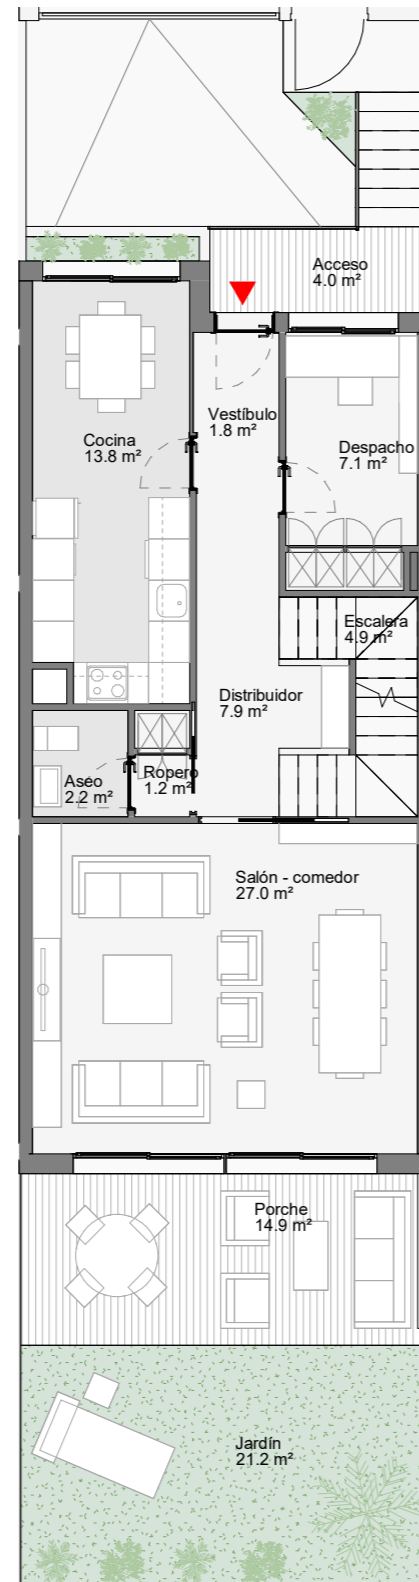 Acceso
4.0 m²
Vestíbulo
1.8 m²
Cocina
13.8 m²
Despacho
7.1 m²
Escalera
4.9 m²
Distribuidor
7.9 m²
Aseo
2.2 m²
Ropero
1.2 m²
Salón - comedor
27.0 m²
Porche
14.9 m²
Jardín
21.2 m²